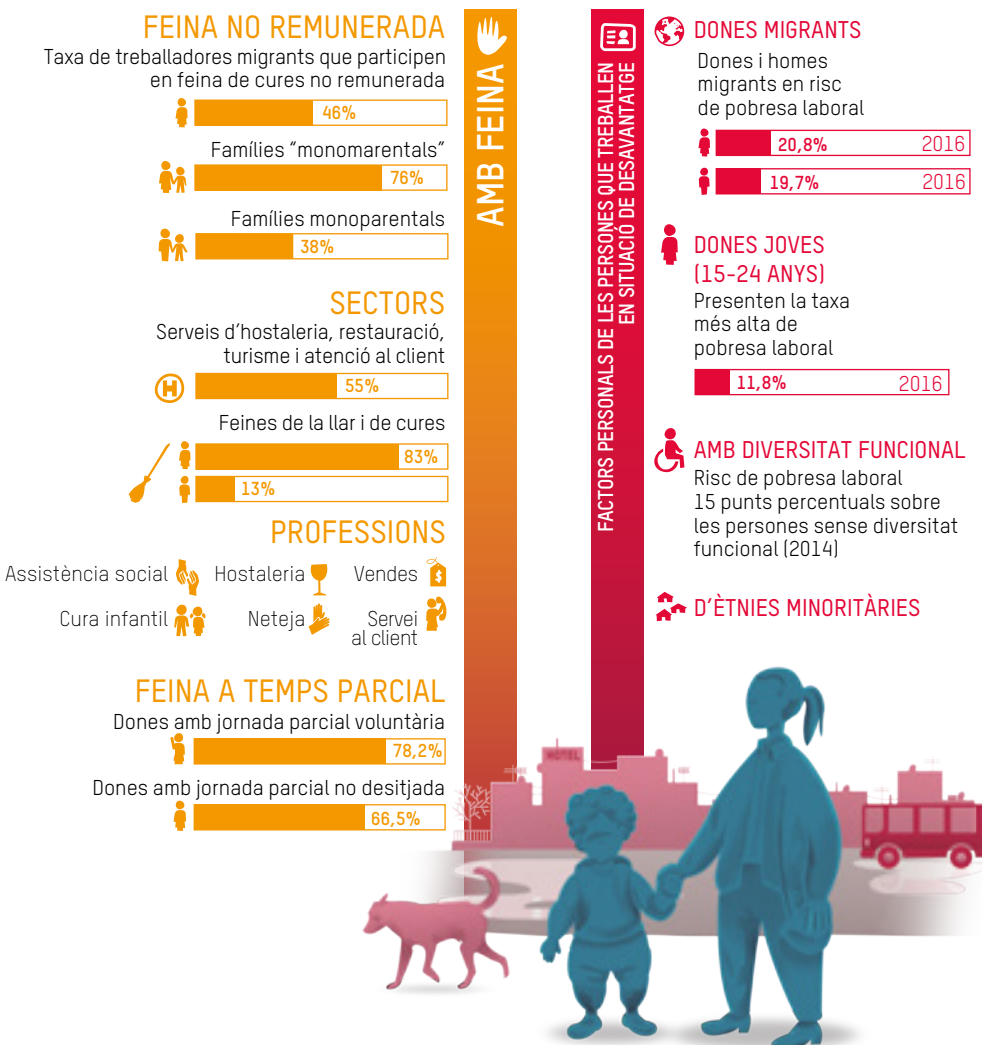 FEINA NO REMUNERADA
Taxa de treballadores migrants que participen
en feina de cures no remunerada
46%
Famílies “monomarentals”
76%
Famílies monoparentals
38%
SECTORS
Serveis d’hostaleria, restauració,
turisme i atenció al client
55%
Feines de la llar i de cures
83%
13%
PROFESSIONS
Assistència social
Hostaleria
Vendes
Cura infantil
Neteja
Servei
al client
FEINA A TEMPS PARCIAL
Dones amb jornada parcial voluntària
78,2%
Dones amb jornada parcial no desitjada
66,5%
AMB FEINA
FACTORS PERSONALS DE LES PERSONES QUE TREBALLEN
EN SITUACIÓ DE DESAVANTATGE
DONES MIGRANTS
Dones i homes
migrants en risc
de pobresa laboral
20,8% 2016
19,7% 2016
DONES JOVES
(15-24 ANYS)
Presenten la taxa
més alta de
pobresa laboral
11,8% 2016
AMB DIVERSITAT FUNCIONAL
Risc de pobresa laboral
15 punts percentuals sobre
les persones sense diversitat
funcional (2014)
D’ÈTNIES MINORITÀRIES
HOTEL